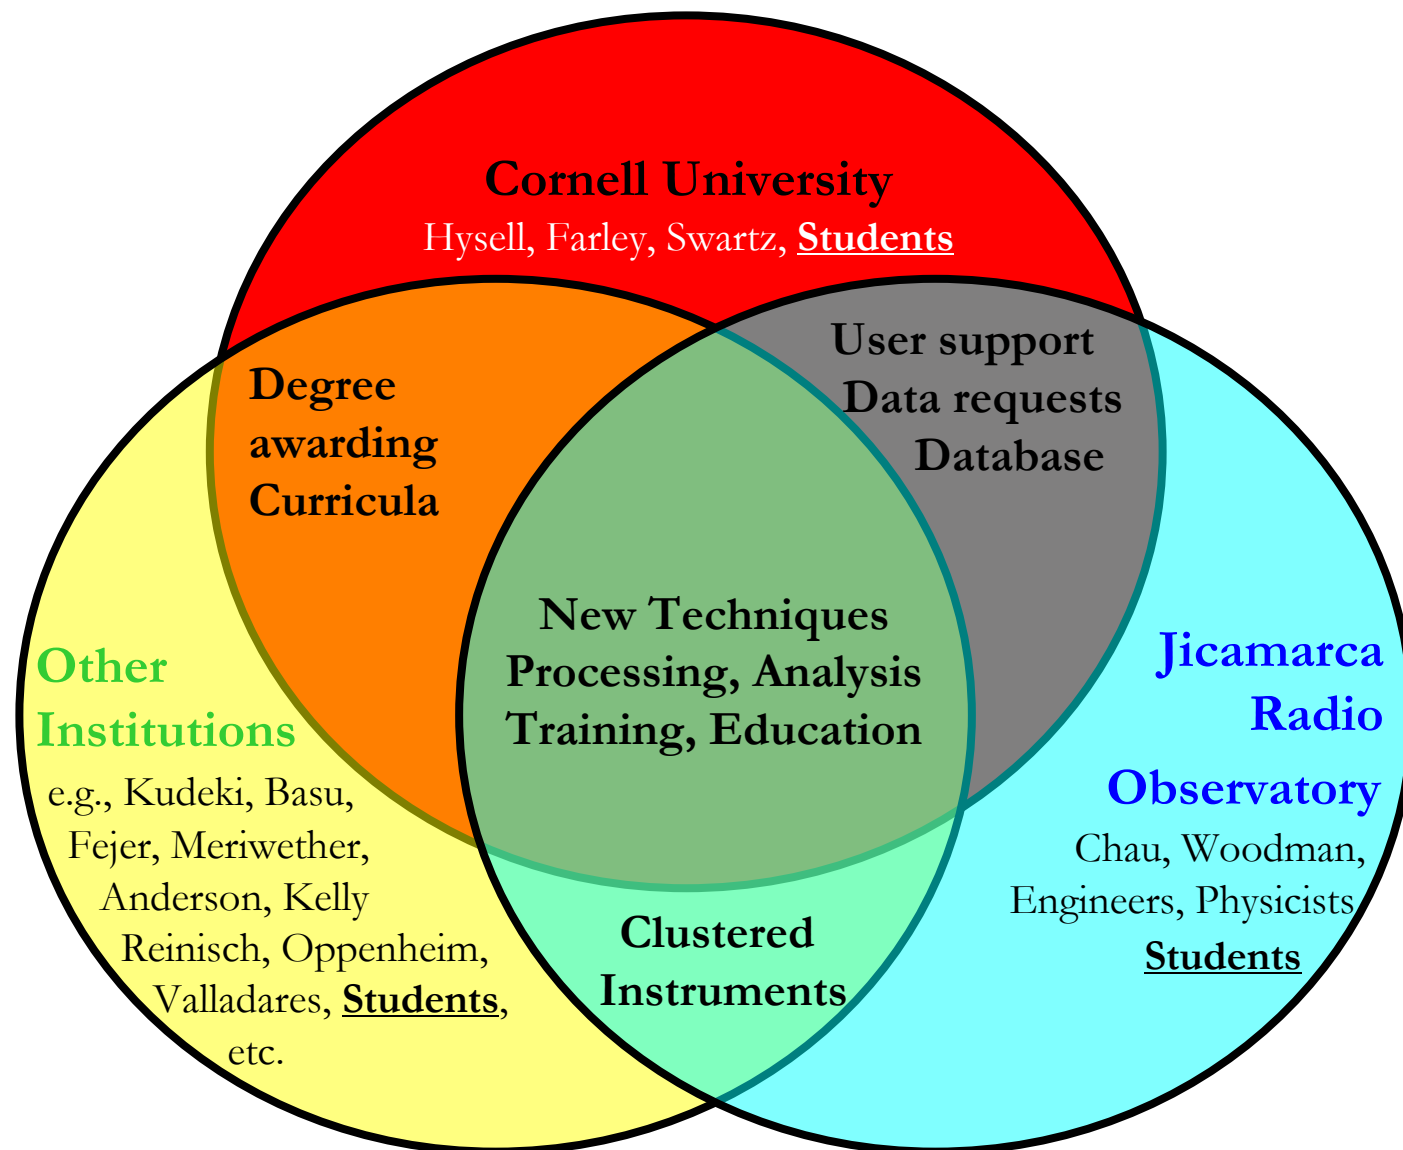 Cornell University
Hysell, Farley, Swartz, Students
User support
Data requests
Database
Degree
awarding
Curricula
New Techniques
Processing, Analysis
Training, Education
Other
Institutions
e.g., Kudeki, Basu,
Fejer, Meriwether,
Anderson, Kelly
Reinisch, Oppenheim,
Valladares, Students,
etc.
Jicamarca
Radio
Observatory
Chau, Woodman,
Engineers, Physicists
Students
Clustered
Instruments